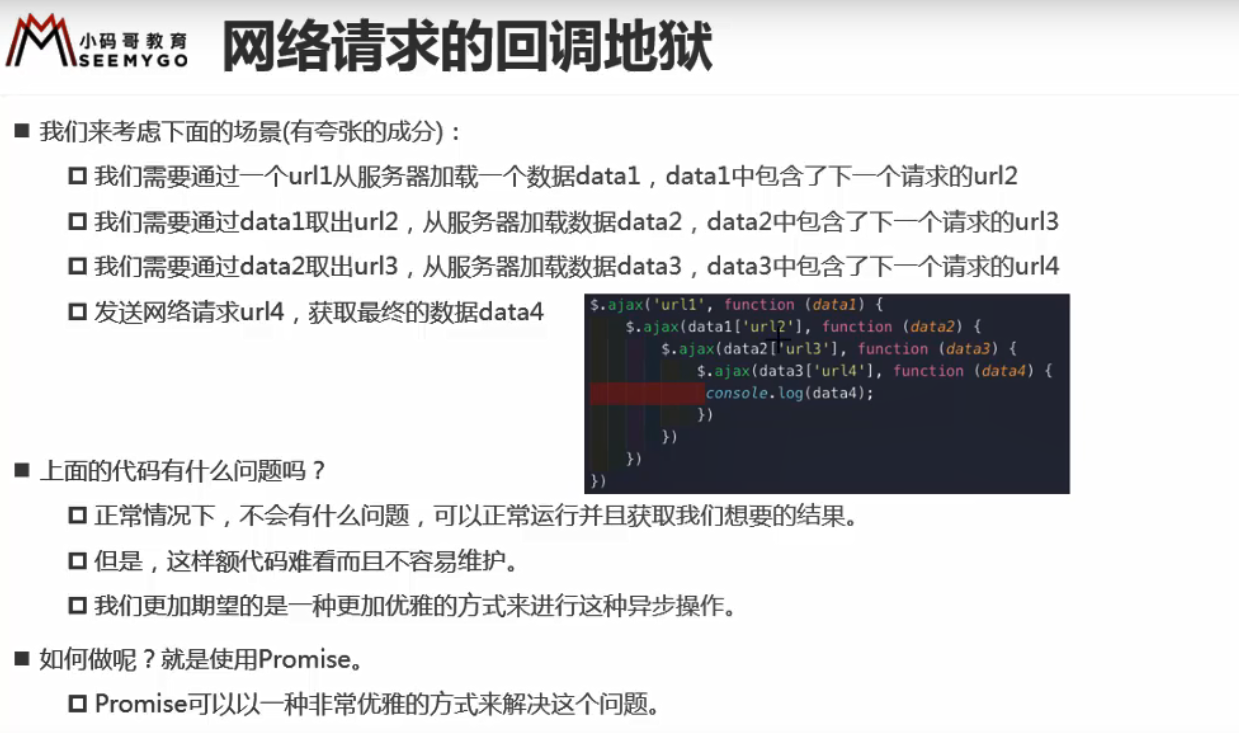 小码哥教育
SEEMYGO
网络请求的回调地狱
■ 我们来考虑下面的场景(有夸张的成分)：
我们需要通过一个url1从服务器加载一个数据data1，data1中包含了下一个请求的url2
我们需要通过data1取出url2，从服务器加载数据data2，data2中包含了下一个请求的url3
我们需要通过data2取出url3，从服务器加载数据data3，data3中包含了下一个请求的url4
发送网络请求url4，获取最终的数据data4
$.ajax('url1', function (data1) {
$.ajax(data1['url2'], function (data2) {
$.ajax(data2['url3'], function (data3) {
$.ajax(data3['url4'], function (data4) {
console.log(data4);
})
})
})
})
■ 上面的代码有什么问题吗？
正常情况下，不会有什么问题，可以正常运行并且获取我们想要的结果。
但是，这样额代码难看而且不容易维护。
我们更加期望的是一种更加优雅的方式来进行这种异步操作。
■ 如何做呢？就是使用Promise。
Promise可以以一种非常优雅的方式来解决这个问题。